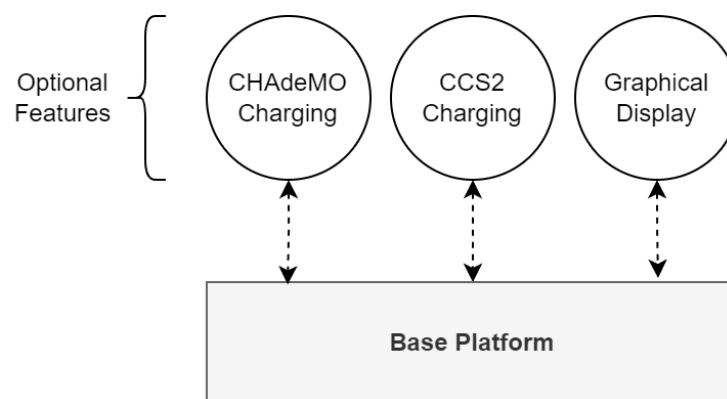 Optional
Features
CHAdeMO
Charging
CCS2
Charging
Graphical
Display
Base Platform